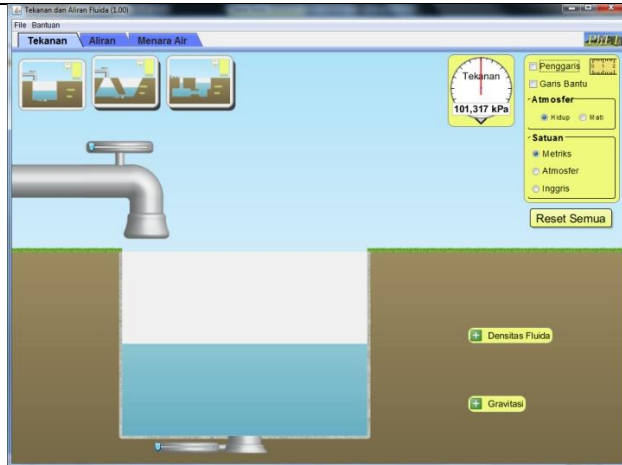 Tekanan dan Aliran Fluida (1.00)
File Bantuan
Tekanan Aliran Menara Air
PhET
Tekanan
101,317 kPa
Penggaris
Garis Bantu
Atmosfer
Hidup Mati
Satuan
Metriks
Atmosfer
Inggris
Reset Semua
Densitas Fluida
Gravitasi